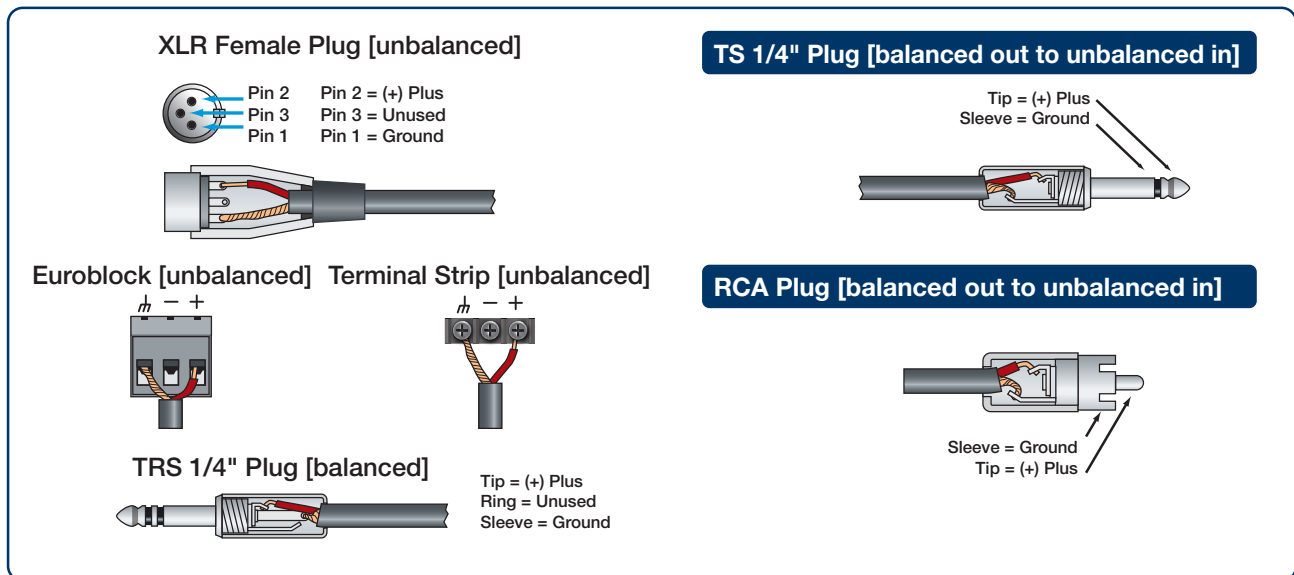 XLR Female Plug [unbalanced]
Pin 2 Pin 2 = (+) Plus
Pin 3 Pin 3 = Unused
Pin 1 Pin 1 = Ground
Euroblock [unbalanced]
− +
Terminal Strip [unbalanced]
− +
TRS 1/4" Plug [balanced]
Tip = (+) Plus
Ring = Unused
Sleeve = Ground
TS 1/4" Plug [balanced out to unbalanced in]
Tip = (+) Plus
Sleeve = Ground
RCA Plug [balanced out to unbalanced in]
Sleeve = Ground
Tip = (+) Plus